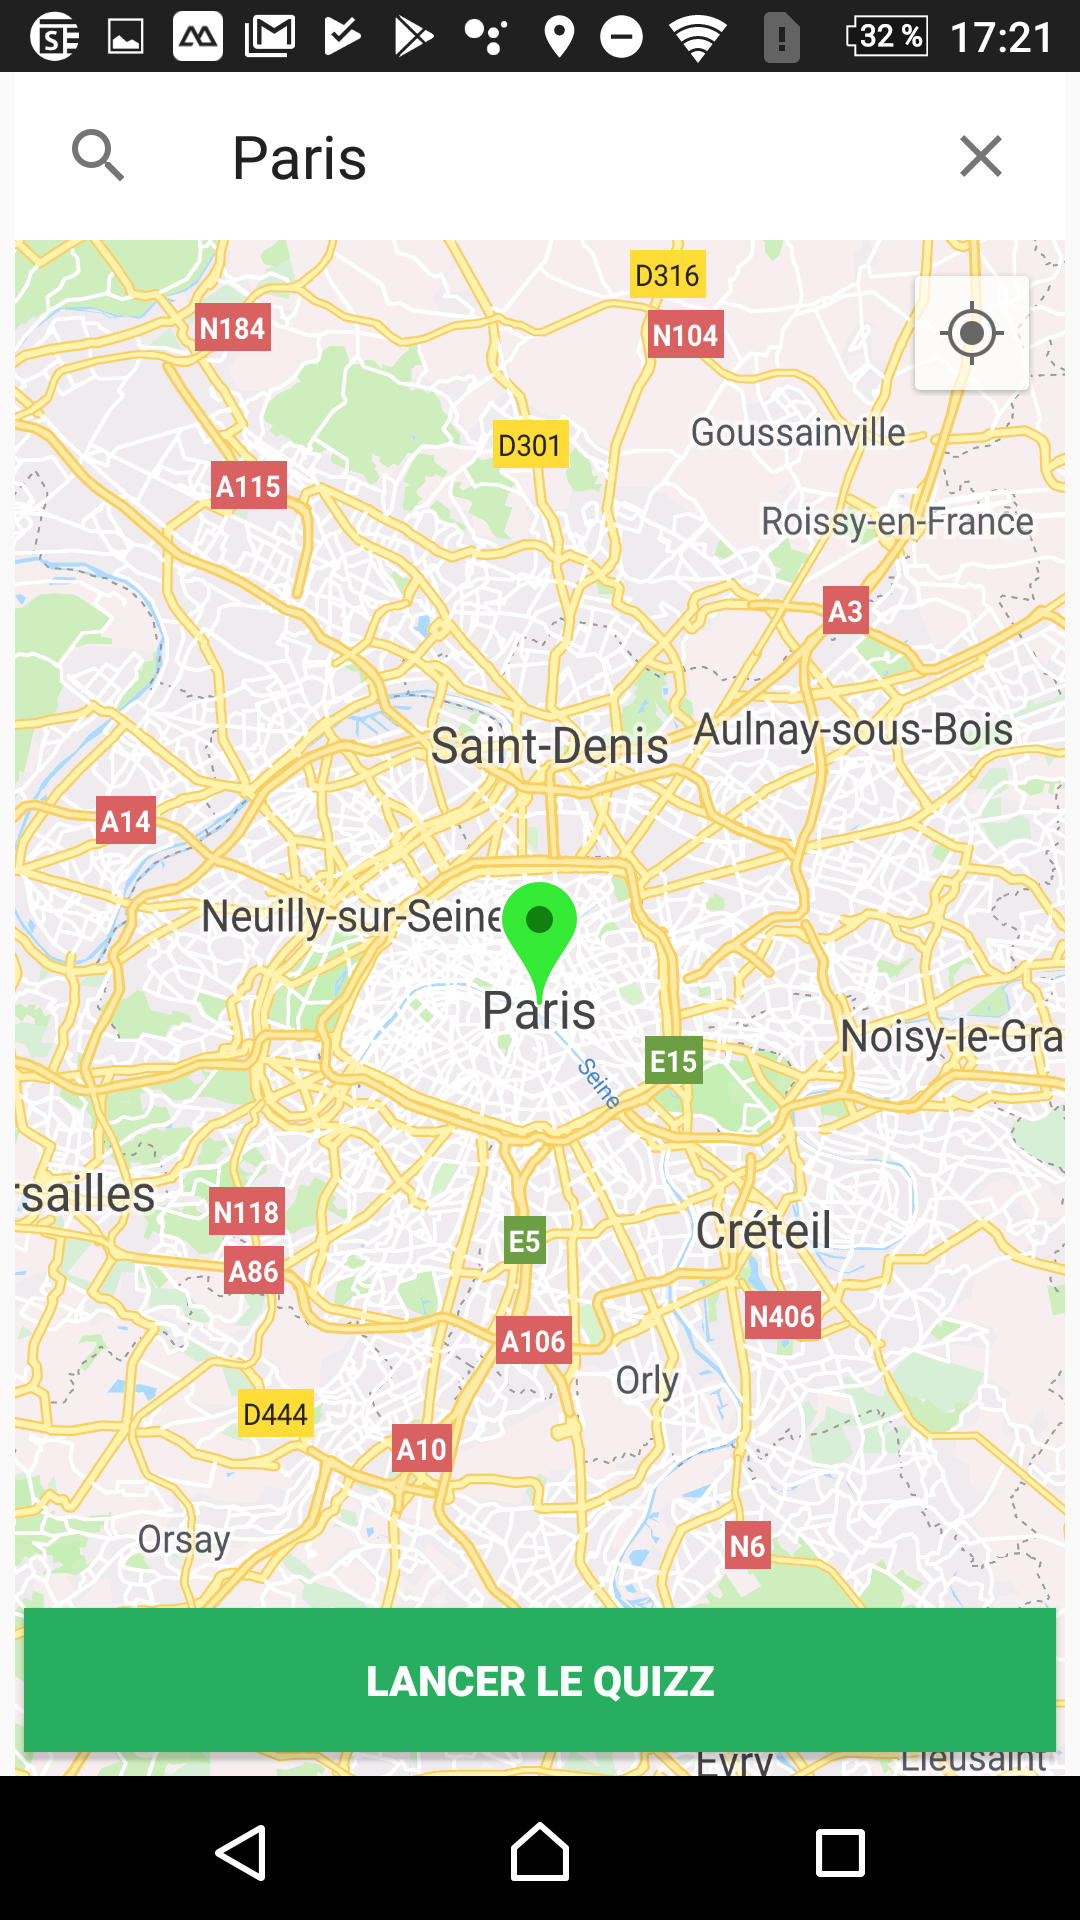 32 % 17:21
Paris
D316
N184
N104
Goussainville
D301
A115
Roissy-en-France
A3
Saint-Denis
Aulnay-sous-Bois
A14
Neuilly-sur-Seine
Paris
Noisy-le-Gra
E15
Seine
rsailles
N118
Créteil
E5
A86
N406
A106
Orly
D444
A10
Orsay
N6
LANCER LE QUIZZ
Evry
Lieusaint